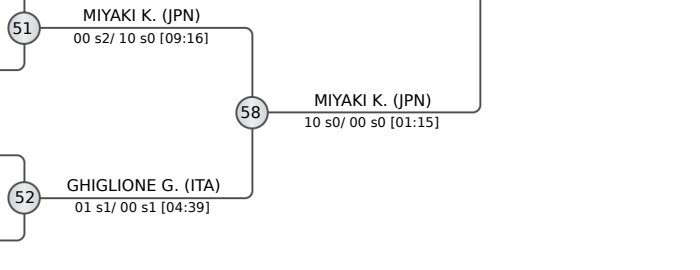 MIYAKI K. (JPN)
51
00 s2/ 10 s0 [09:16]
MIYAKI K. (JPN)
58
10 s0/ 00 s0 [01:15]
GHIGLIONE G. (ITA)
52
01 s1/ 00 s1 [04:39]